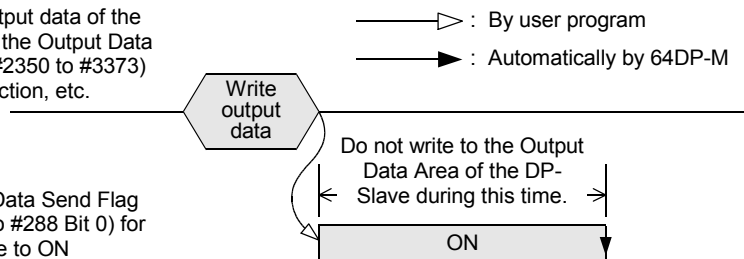 tput data of the
the Output Data
#2350 to #3373)
ction, etc.
: By user program
: Automatically by 64DP-M
Write
output
data
Do not write to the Output
Data Area of the DP-
Slave during this time.
Data Send Flag
o #288 Bit 0) for
e to ON
ON